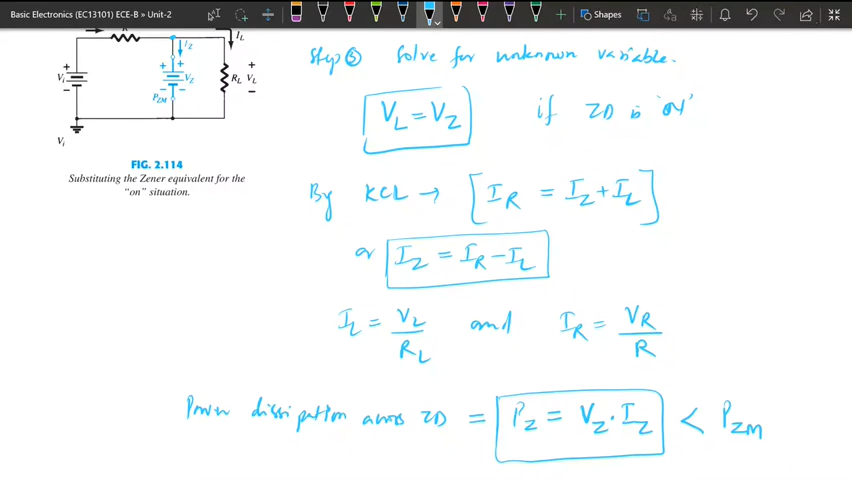 Basic Electronics (EC13101) ECE-B » Unit-2
Shapes
I_Z
I_L
+ + + +
V_i V_Z R_L V_L
− − − −
P_ZM
V_i
FIG. 2.114
Substituting the Zener equivalent for the
“on” situation.
Step ③ Solve for unknown variable.
V_L = V_Z if ZD is 'ON'
By KCL → [I_R = I_Z + I_L]
or I_Z = I_R − I_L
I_L = V_L / R_L and I_R = V_R / R
Power dissipation across ZD = P_Z = V_Z · I_Z < P_ZM